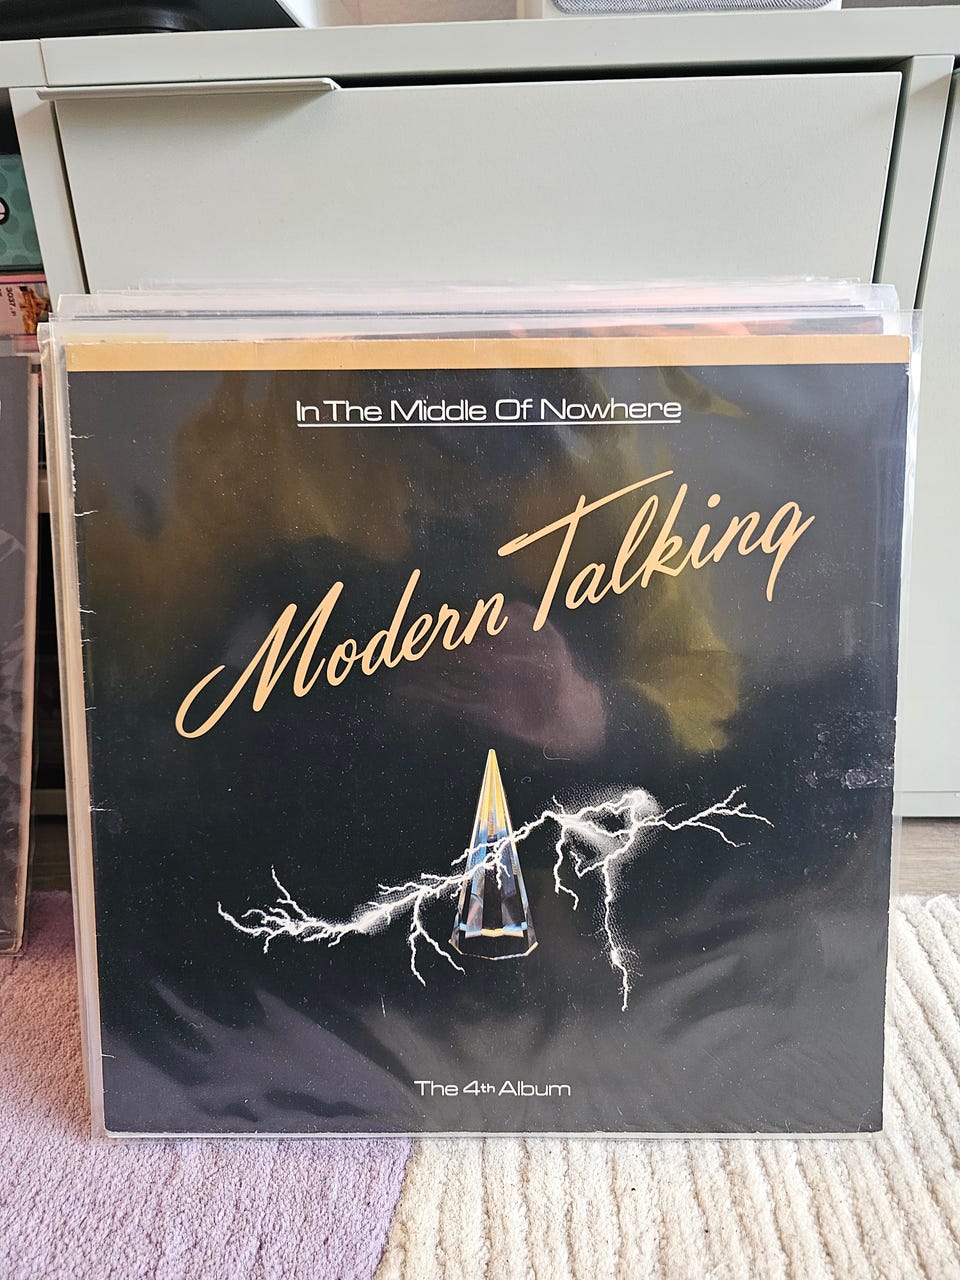 In The Middle Of Nowhere
Modern Talking
The 4th Album